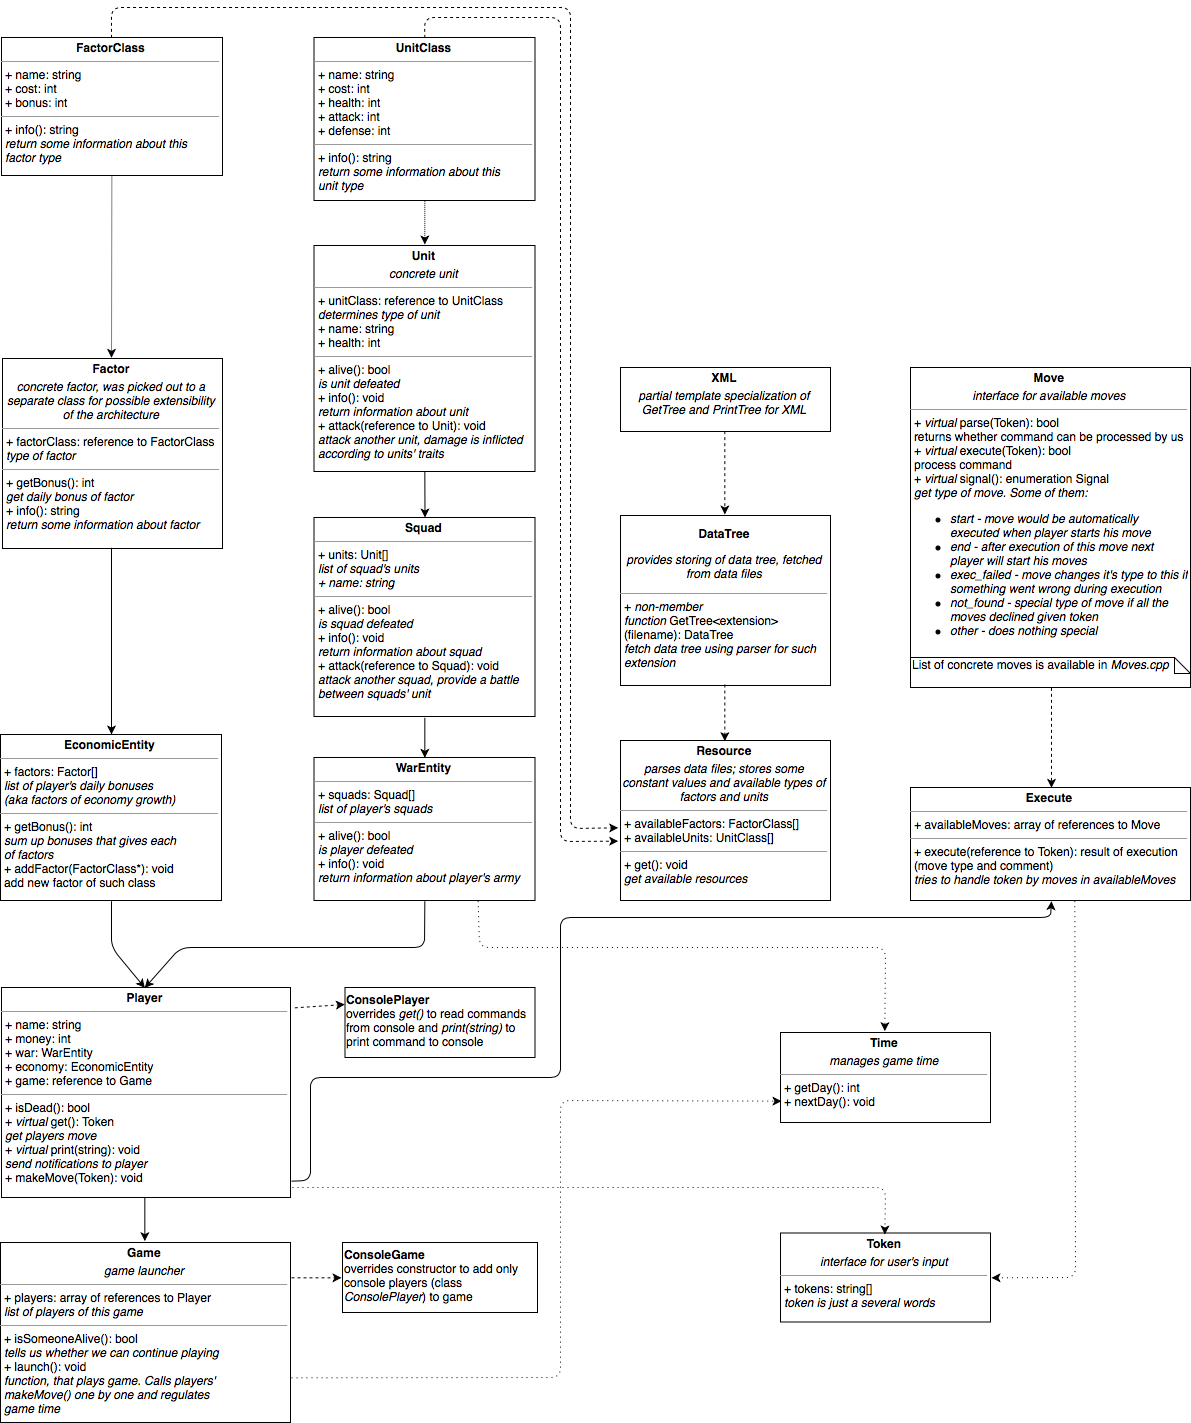 FactorClass
+ name: string
+ cost: int
+ bonus: int
+ info(): string
return some information about this
factor type
UnitClass
+ name: string
+ cost: int
+ health: int
+ attack: int
+ defense: int
+ info(): string
return some information about this
unit type
Unit
concrete unit
+ unitClass: reference to UnitClass
determines type of unit
+ name: string
+ health: int
+ alive(): bool
is unit defeated
+ info(): void
return information about unit
+ attack(reference to Unit): void
attack another unit, damage is inflicted
according to units' traits
Factor
concrete factor, was picked out to a
separate class for possible extensibility
of the architecture
+ factorClass: reference to FactorClass
type of factor
+ getBonus(): int
get daily bonus of factor
+ info(): string
return some information about factor
XML
partial template specialization of
GetTree and PrintTree for XML
Move
interface for available moves
+ virtual parse(Token): bool
returns whether command can be processed by us
+ virtual execute(Token): bool
process command
+ virtual signal(): enumeration Signal
get type of move. Some of them:
• start - move would be automatically
executed when player starts his move
• end - after execution of this move next
player will start his moves
• exec_failed - move changes it's type to this if
something went wrong during execution
• not_found - special type of move if all the
moves declined given token
• other - does nothing special
List of concrete moves is available in Moves.cpp
Squad
+ units: Unit[]
list of squad's units
+ name: string
+ alive(): bool
is squad defeated
+ info(): void
return information about squad
+ attack(reference to Squad): void
attack another squad, provide a battle
between squads' unit
DataTree
provides storing of data tree, fetched
from data files
+ non-member
function GetTree<extension>
(filename): DataTree
fetch data tree using parser for such
extension
EconomicEntity
+ factors: Factor[]
list of player's daily bonuses
(aka factors of economy growth)
+ getBonus(): int
sum up bonuses that gives each
of factors
+ addFactor(FactorClass*): void
add new factor of such class
WarEntity
+ squads: Squad[]
list of player's squads
+ alive(): bool
is player defeated
+ info(): void
return information about player's army
Resource
parses data files; stores some
constant values and available types of
factors and units
+ availableFactors: FactorClass[]
+ availableUnits: UnitClass[]
+ get(): void
get available resources
Execute
+ availableMoves: array of references to Move
+ execute(reference to Token): result of execution
(move type and comment)
tries to handle token by moves in availableMoves
Player
+ name: string
+ money: int
+ war: WarEntity
+ economy: EconomicEntity
+ game: reference to Game
+ isDead(): bool
+ virtual get(): Token
get players move
+ virtual print(string): void
send notifications to player
+ makeMove(Token): void
ConsolePlayer
overrides get() to read commands
from console and print(string) to
print command to console
Time
manages game time
+ getDay(): int
+ nextDay(): void
Game
game launcher
+ players: array of references to Player
list of players of this game
+ isSomeoneAlive(): bool
tells us whether we can continue playing
+ launch(): void
function, that plays game. Calls players'
makeMove() one by one and regulates
game time
ConsoleGame
overrides constructor to add only
console players (class
ConsolePlayer) to game
Token
interface for user's input
+ tokens: string[]
token is just a several words